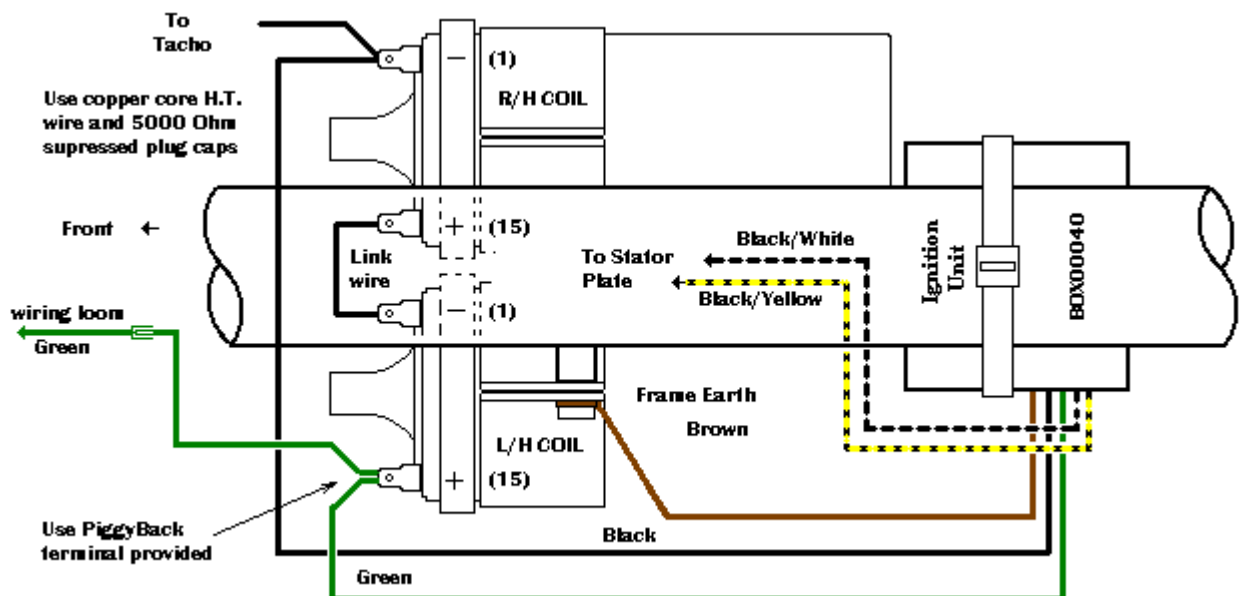 To
Tacho
Use copper core H.T.
wire and 5000 Ohm
supressed plug caps
− (1)
R/H COIL
Front ←
+ (15)
Link
wire
− (1)
To Stator
Plate
Black/White
Black/Yellow
Ignition
Unit
BOX00040
wiring loom
Green
Frame Earth
Brown
L/H COIL
+ (15)
Use PiggyBack
terminal provided
Black
Green